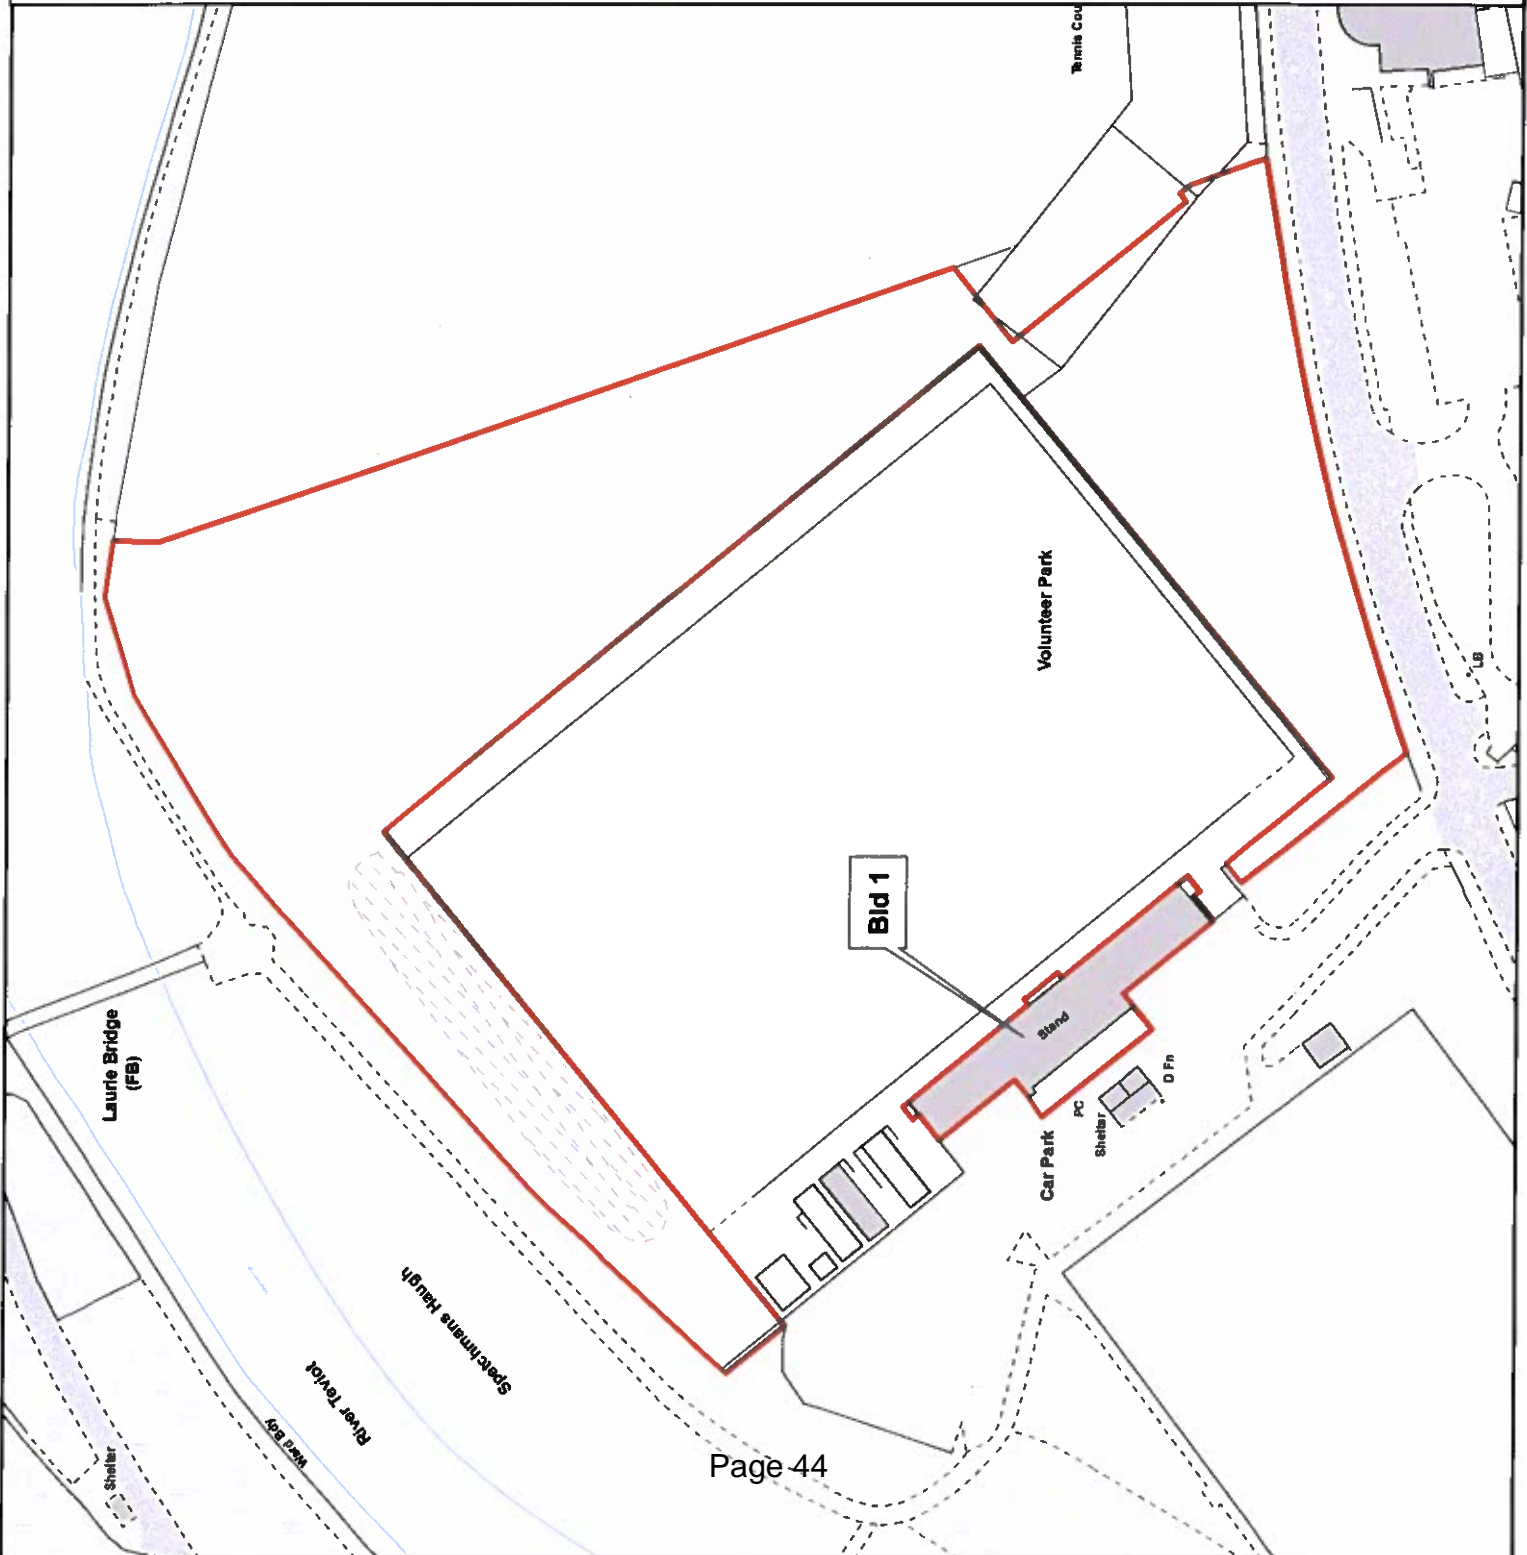 Tennis Cou
Volunteer Park
LB
Bld 1
Stand
Laurie Bridge
(FB)
D Fn
PC
Shelter
Car Park
Spetchmans Haugh
River Teviot
Ward Bdy
Shelter
Page 44